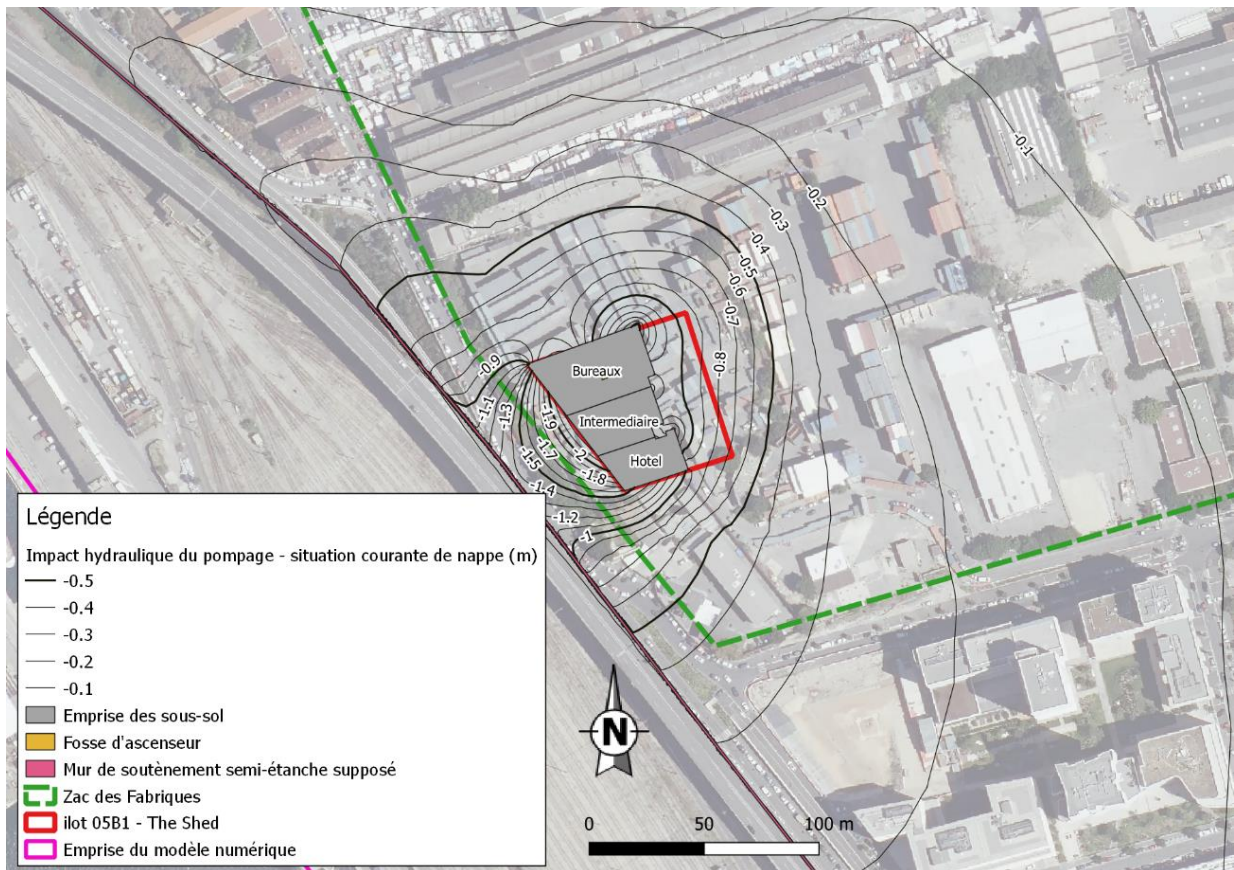 -0.1
-0.2
-0.3
-0.4
-0.5
-0.6
-0.7
-0.8
-0.9
-1.1
-1.3
-1.9
-1.7
-2
-1.5
-1.8
-1.4
-1.2
-1
Bureaux
Intermediaire
Hotel
Légende
Impact hydraulique du pompage - situation courante de nappe (m)
-0.5
-0.4
-0.3
-0.2
-0.1
Emprise des sous-sol
Fosse d'ascenseur
Mur de soutènement semi-étanche supposé
Zac des Fabriques
ilot 05B1 - The Shed
Emprise du modèle numérique
N
0 50 100 m